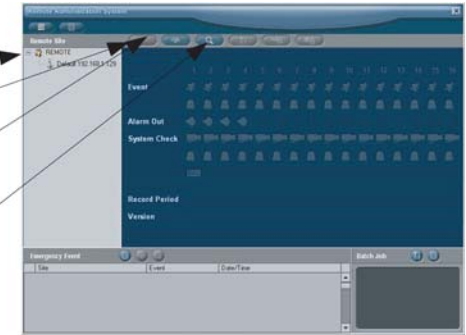 Remote Administration System
Remote Site
REMOTE
Default 192.168.1.129
1 2 3 4 5 6 7 8 9 10 11 12 13 14 15 16
Event
Alarm Out
System Check
Record Period
Version
Emergency Event
Batch Job
Site Event Date/Time